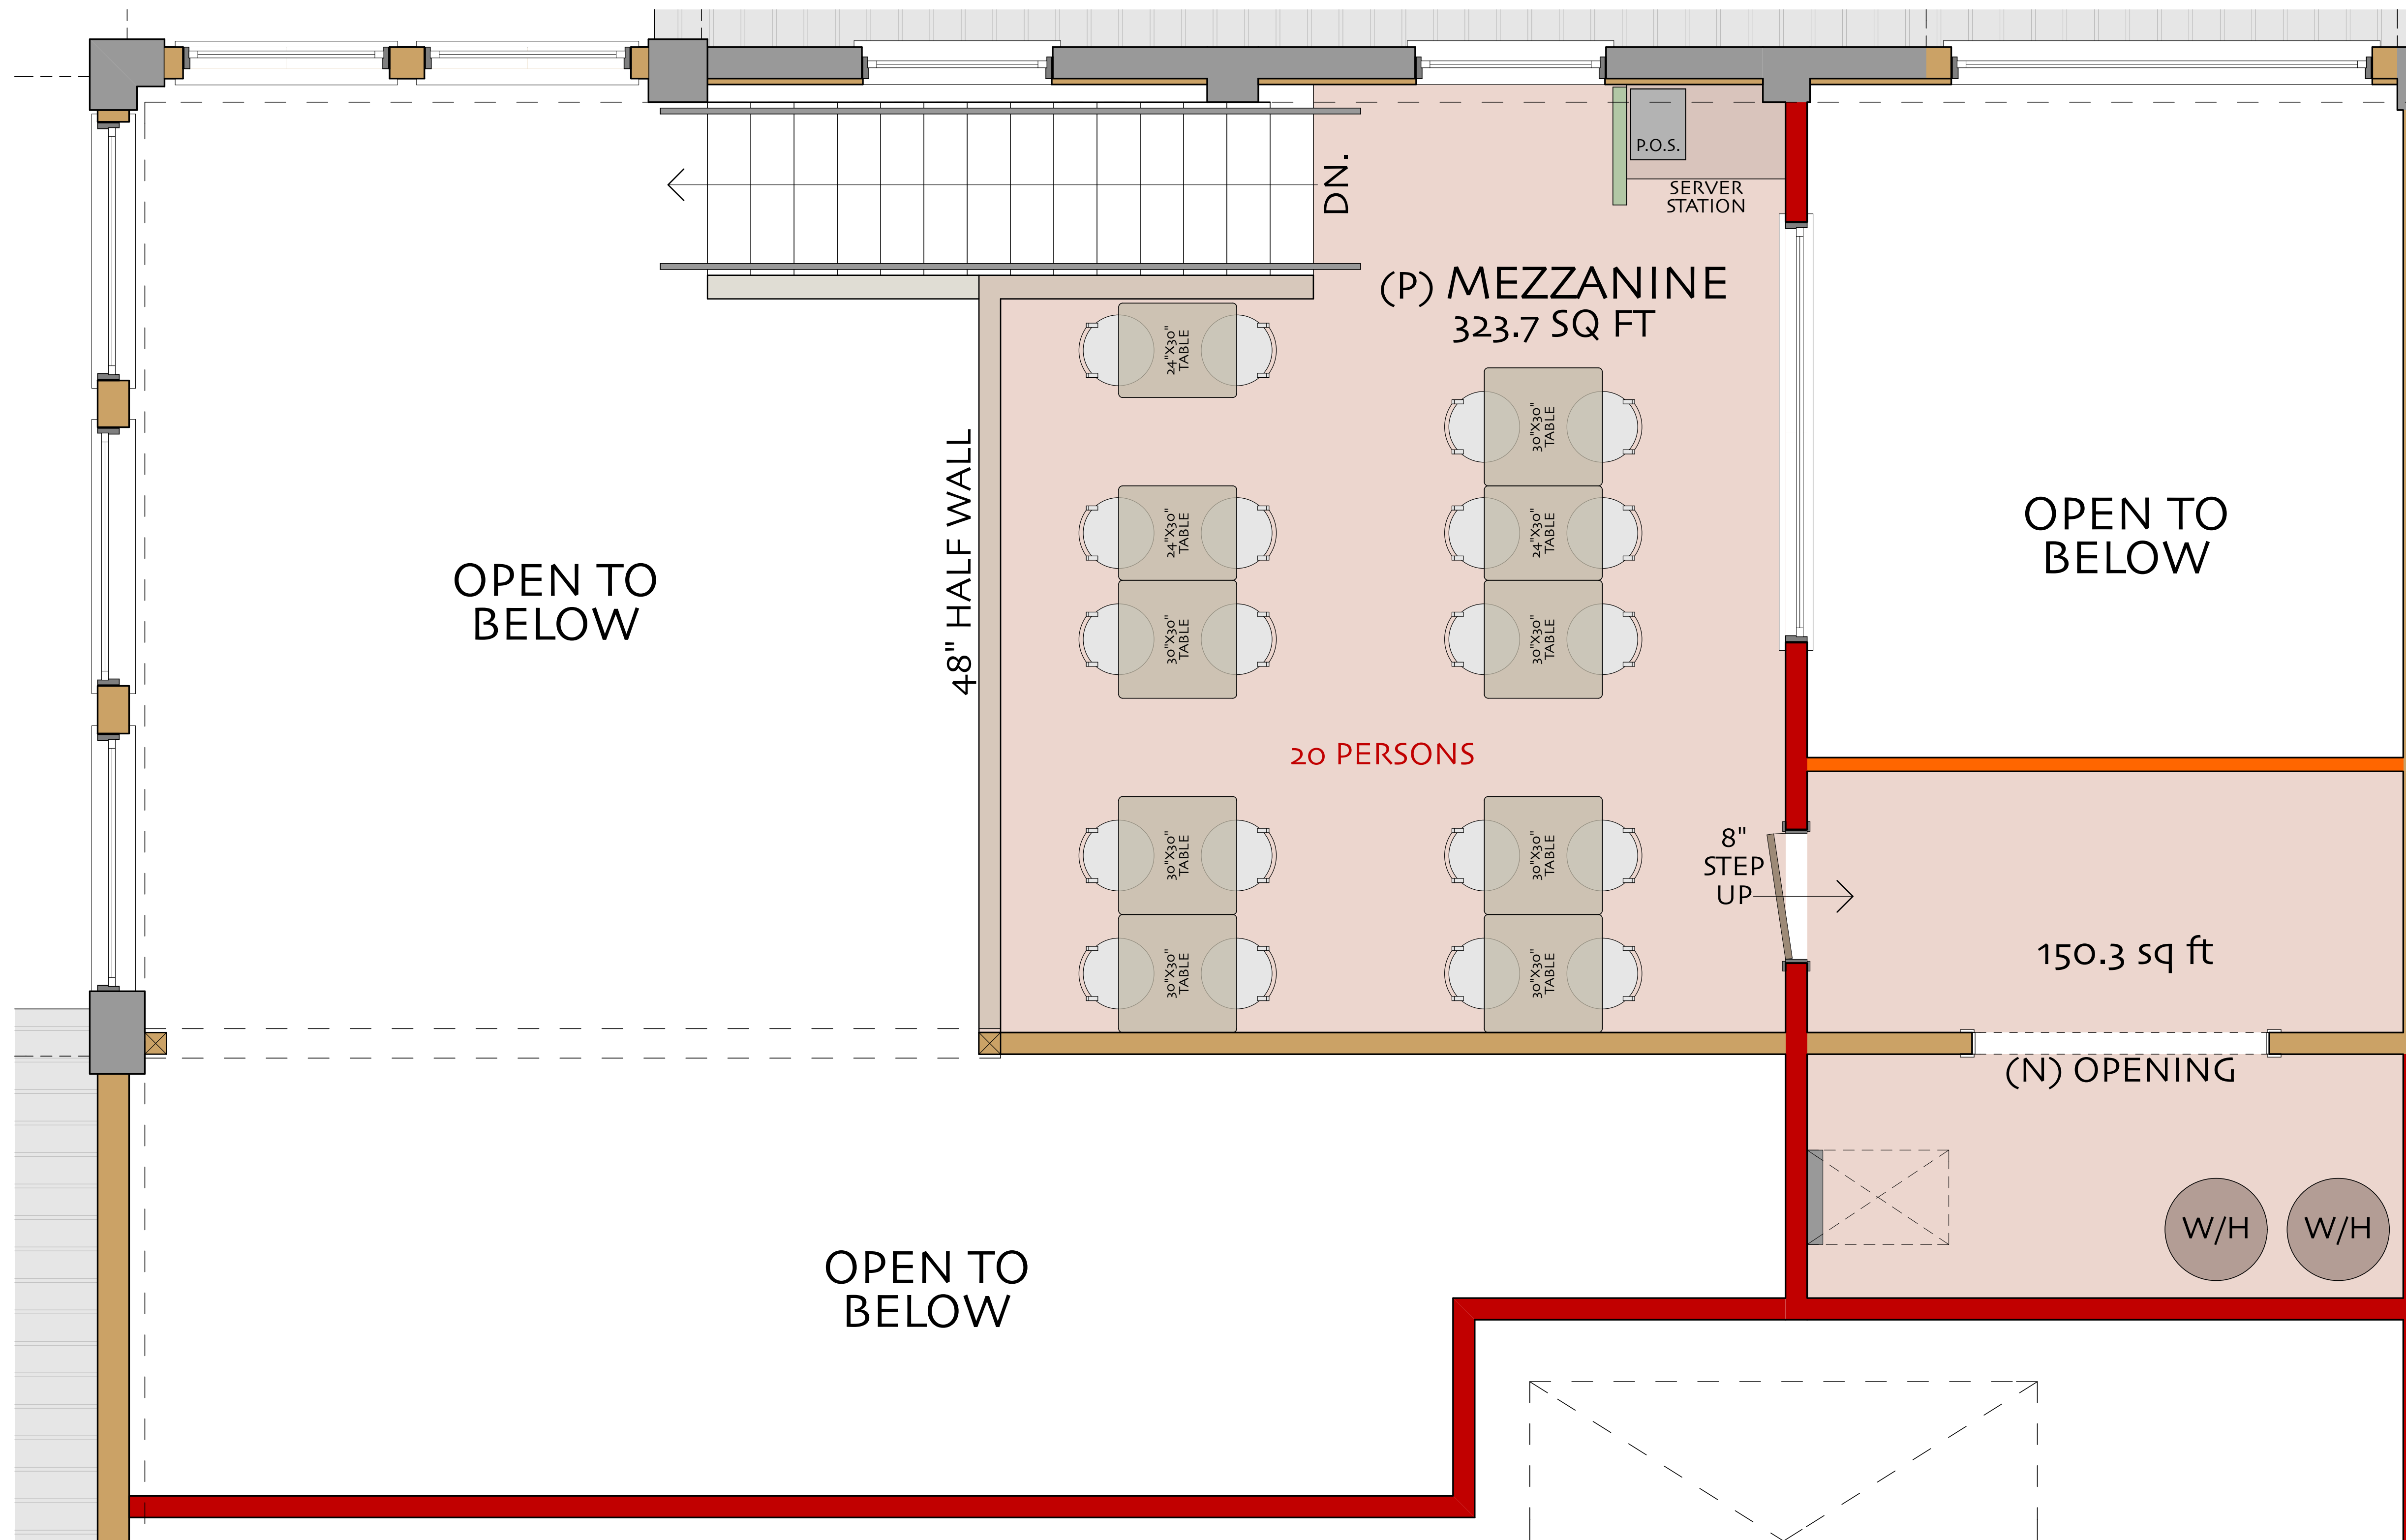 P.O.S.
SERVER
STATION
DN.
(P) MEZZANINE
323.7 SQ FT
24"X30"
TABLE
30"X30"
TABLE
48" HALF WALL
24"X30"
TABLE
24"X30"
TABLE
OPEN TO
BELOW
OPEN TO
BELOW
30"X30"
TABLE
30"X30"
TABLE
20 PERSONS
30"X30"
TABLE
30"X30"
TABLE
8"
STEP
UP
150.3 sq ft
30"X30"
TABLE
30"X30"
TABLE
(N) OPENING
W/H
W/H
OPEN TO
BELOW